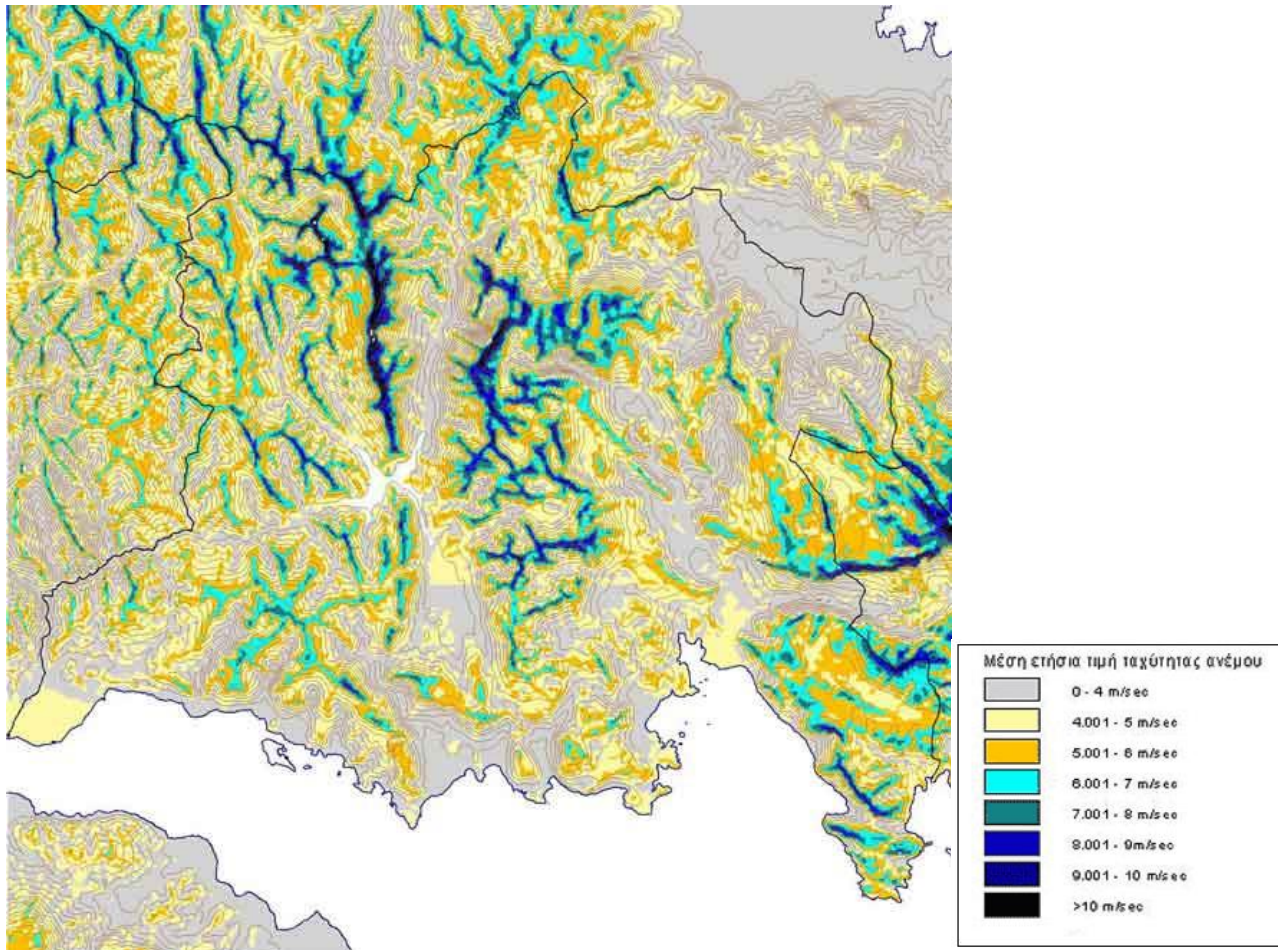 Μέση ετήσια τιμή ταχύτητας ανέμου
0 - 4 m/sec
4.001 - 5 m/sec
5.001 - 6 m/sec
6.001 - 7 m/sec
7.001 - 8 m/sec
8.001 - 9m/sec
9.001 - 10 m/sec
>10 m/sec